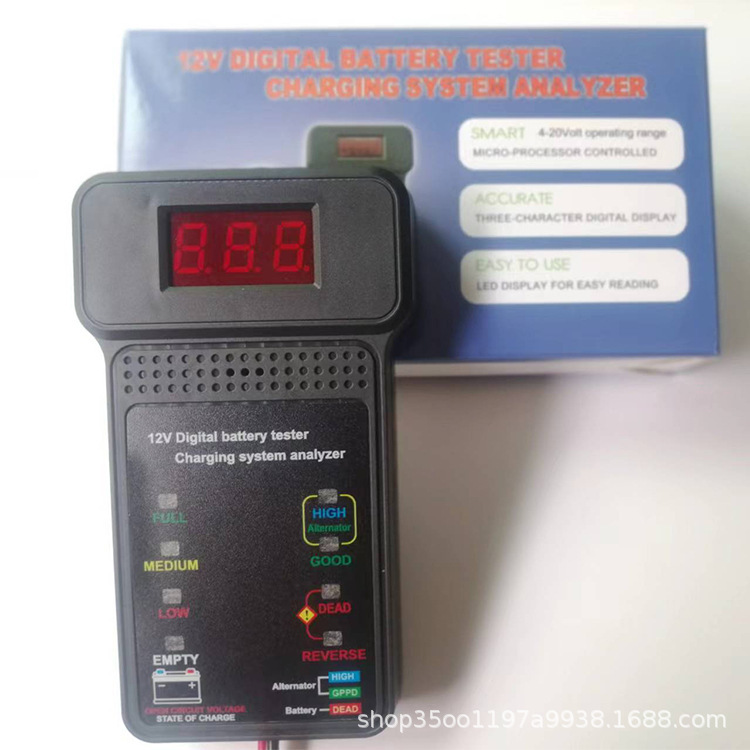 12V DIGITAL BATTERY TESTER
CHARGING SYSTEM ANALYZER
SMART 4-20Volt operating range
MICRO-PROCESSOR CONTROLLED
ACCURATE
THREE-CHARACTER DIGITAL DISPLAY
EASY TO USE
LED DISPLAY FOR EASY READING
8.8.8
12V Digital battery tester
Charging system analyzer
FULL
MEDIUM
LOW
EMPTY
OPEN CIRCUIT VOLTAGE
STATE OF CHARGE
HIGH
Alternator
GOOD
DEAD
REVERSE
Alternator HIGH
GPPD
Battery DEAD
shop35oo1197a9938.1688.com